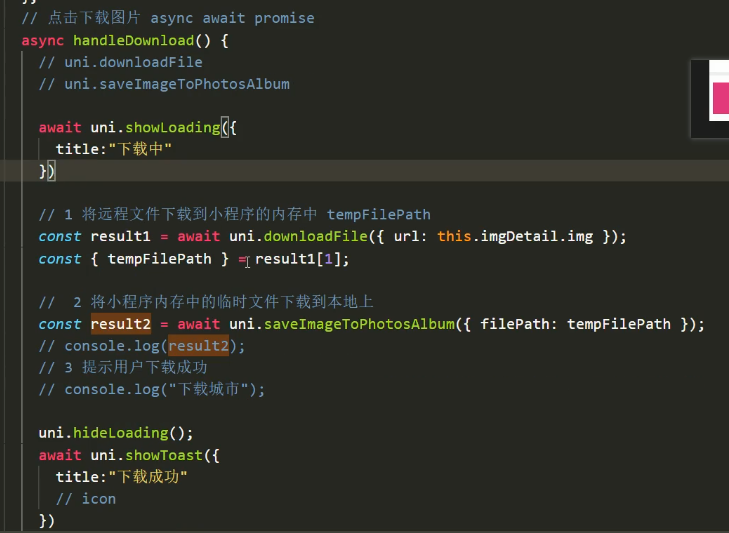 // 点击下载图片 async await promise
async handleDownload() {
// uni.downloadFile
// uni.saveImageToPhotosAlbum
await uni.showLoading({
title:"下载中"
})
// 1 将远程文件下载到小程序的内存中 tempFilePath
const result1 = await uni.downloadFile({ url: this.imgDetail.img });
const { tempFilePath } = result1[1];
//  2 将小程序内存中的临时文件下载到本地上
const result2 = await uni.saveImageToPhotosAlbum({ filePath: tempFilePath });
// console.log(result2);
// 3 提示用户下载成功
// console.log("下载城市");
uni.hideLoading();
await uni.showToast({
title:"下载成功"
// icon
})